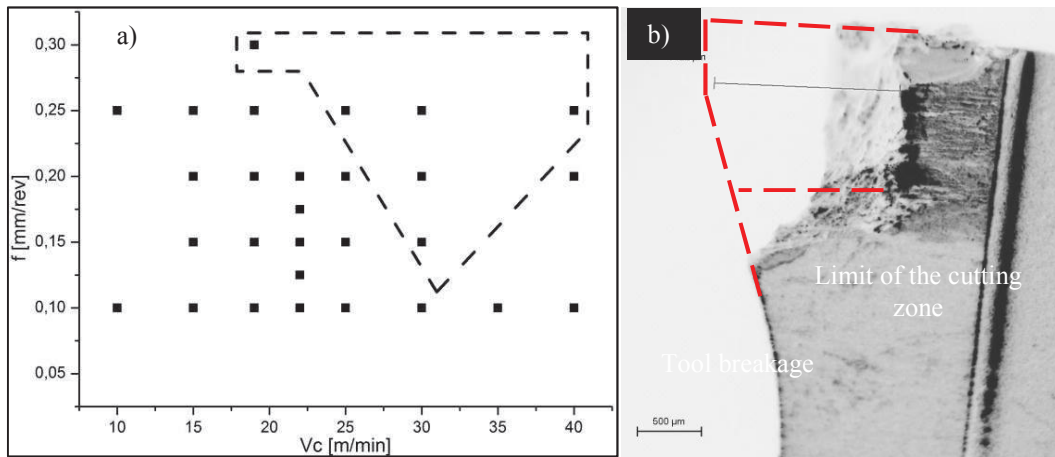 a)
0,30
0,25
0,20
0,15
0,10
0,05
f [mm/rev]
10
15
20
25
30
35
40
Vc [m/min]
b)
Limit of the cutting
zone
Tool breakage
500 µm